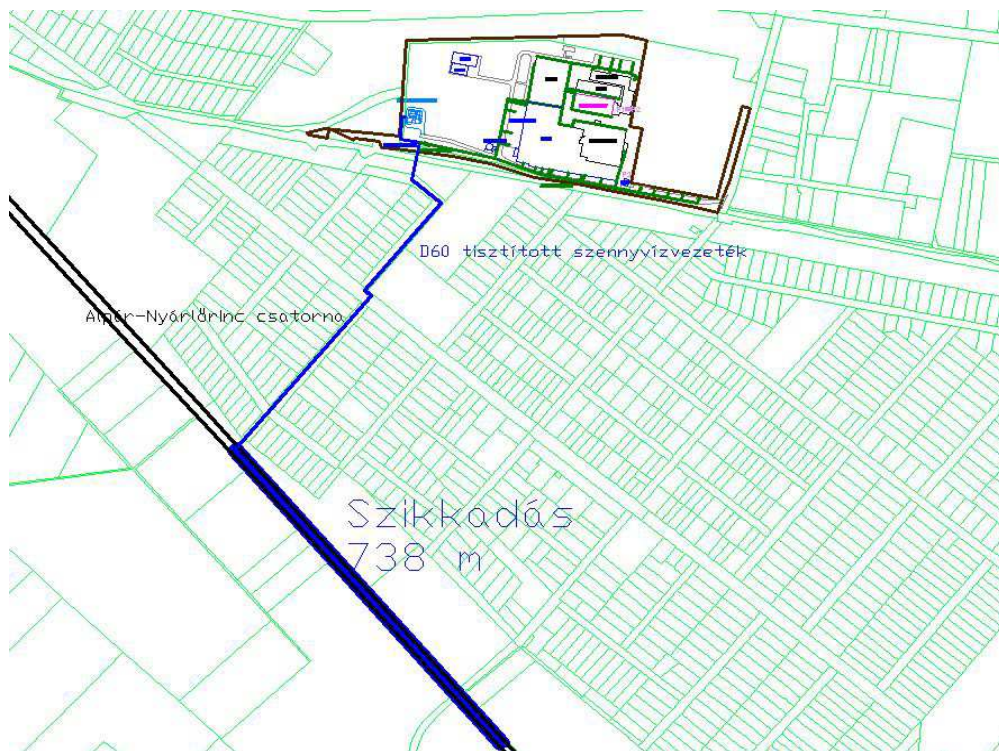 D60 tisztított szennyvízvezeték
Alpár-Nyárlőrinc csatorna
Szikkadás
738 m